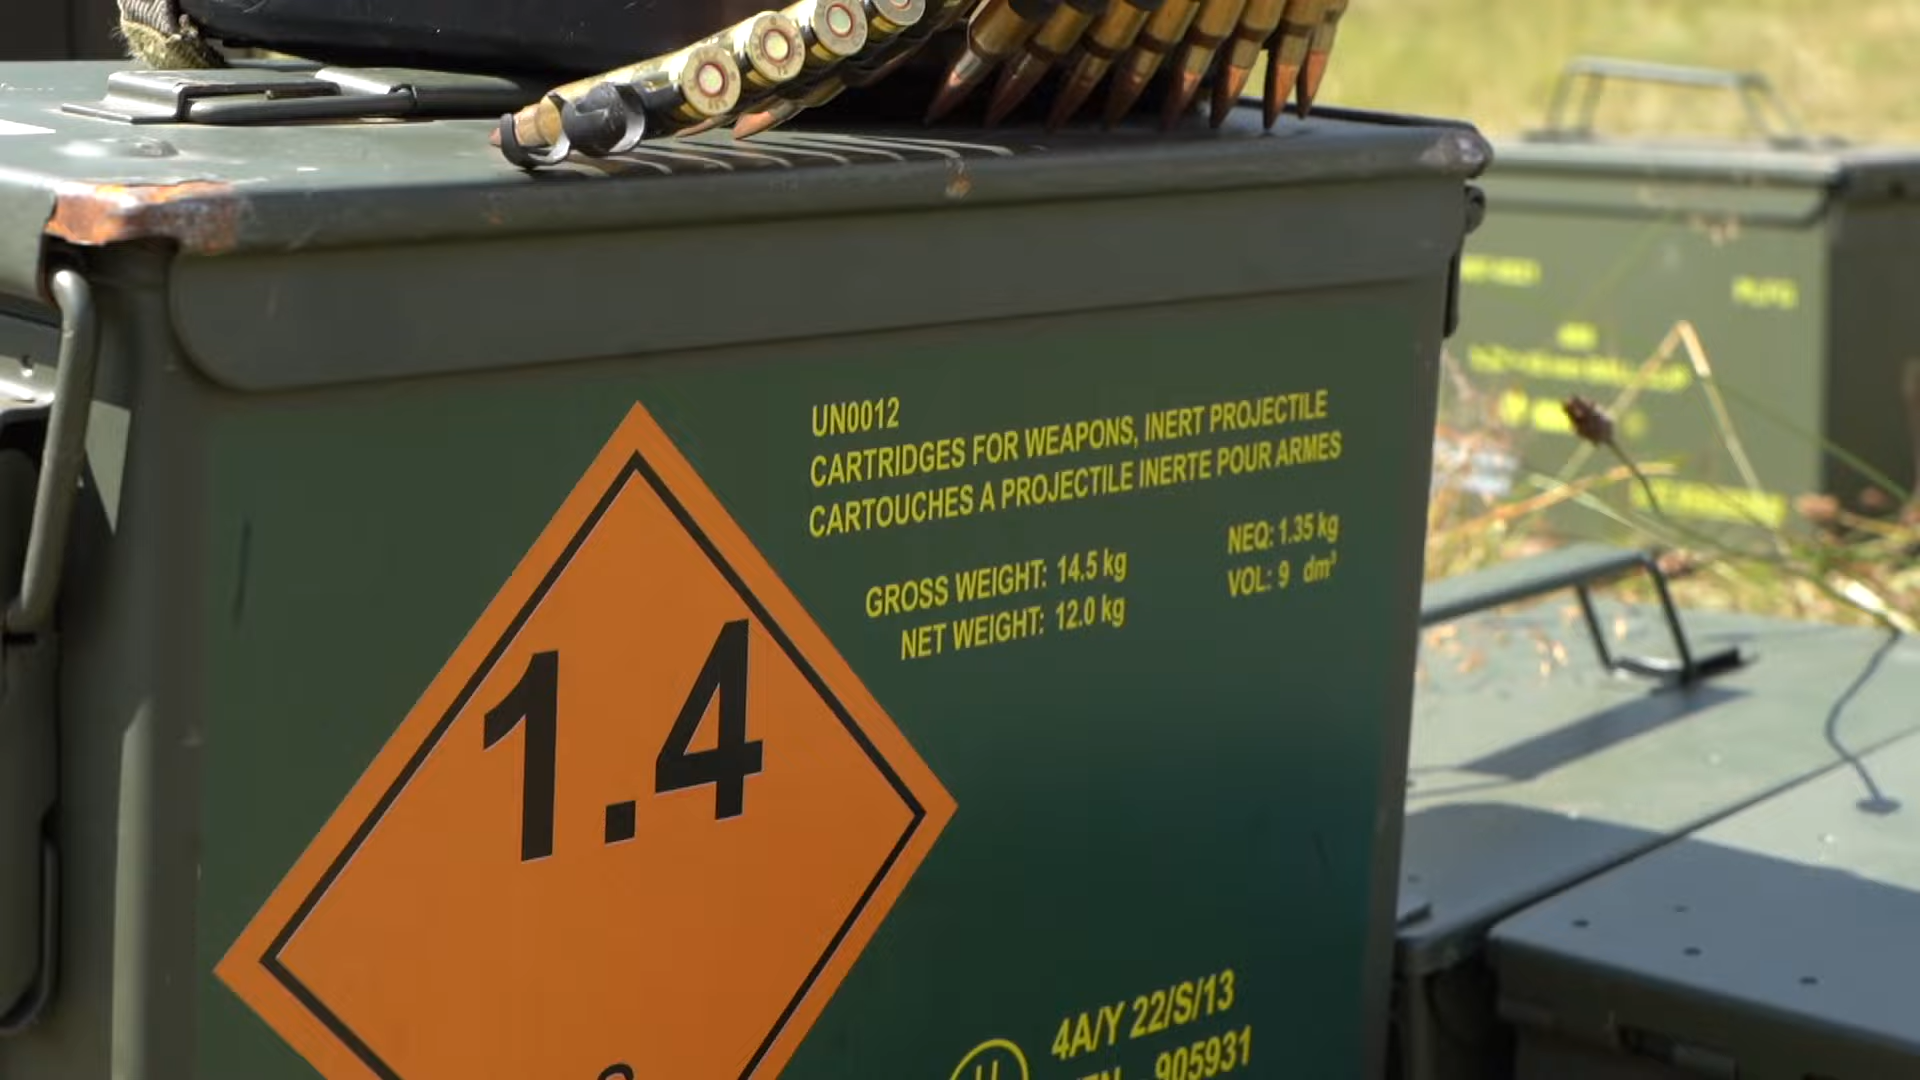 UN0012
CARTRIDGES FOR WEAPONS, INERT PROJECTILE
CARTOUCHES A PROJECTILE INERTE POUR ARMES
GROSS WEIGHT: 14.5 kg
NET WEIGHT: 12.0 kg
NEQ: 1.35 kg
VOL: 9 dm³
1.4
4A/Y 22/S/13
905931